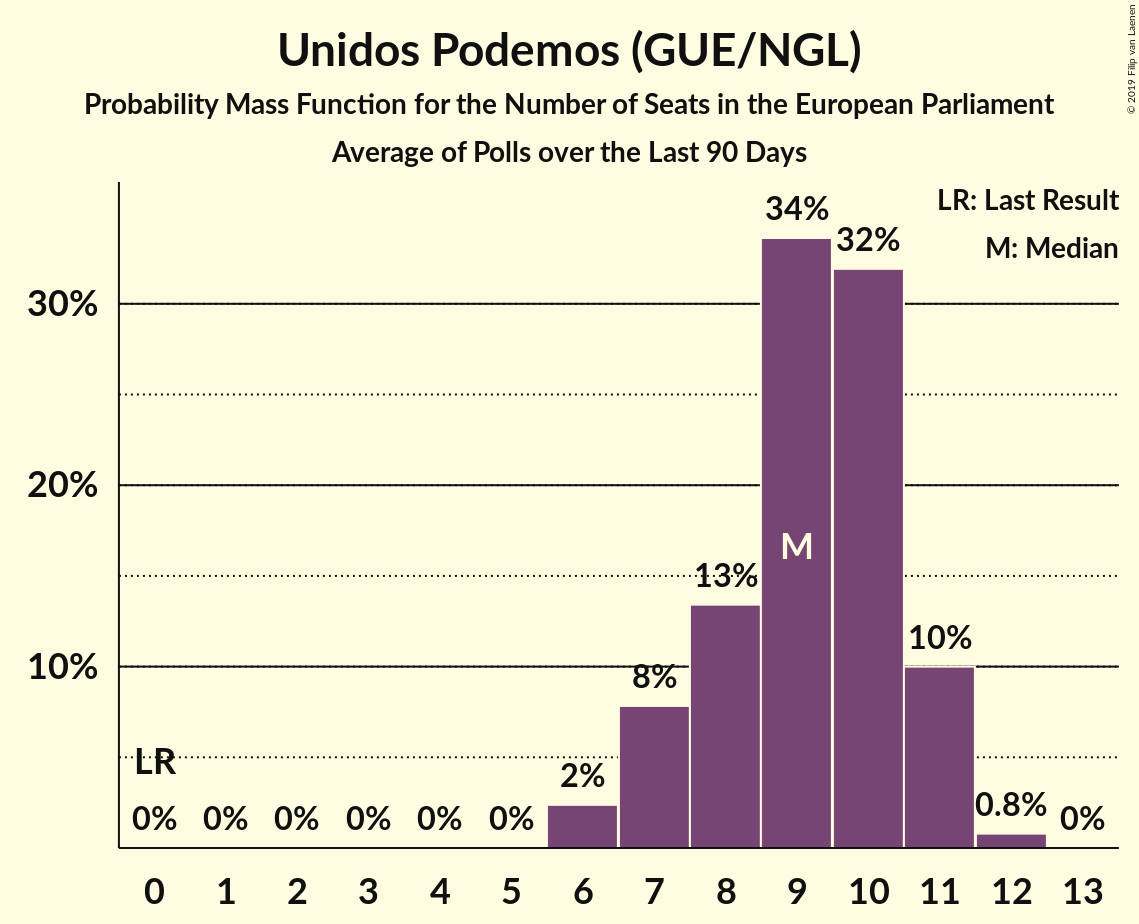 Unidos Podemos (GUE/NGL)
Probability Mass Function for the Number of Seats in the European Parliament
Average of Polls over the Last 90 Days
© 2019 Filip van Laenen
LR: Last Result
M: Median
34%
32%
30%
20%
M
13%
10%
10%
8%
LR
2%
0% 0% 0% 0% 0% 0% 0.8% 0%
0 1 2 3 4 5 6 7 8 9 10 11 12 13